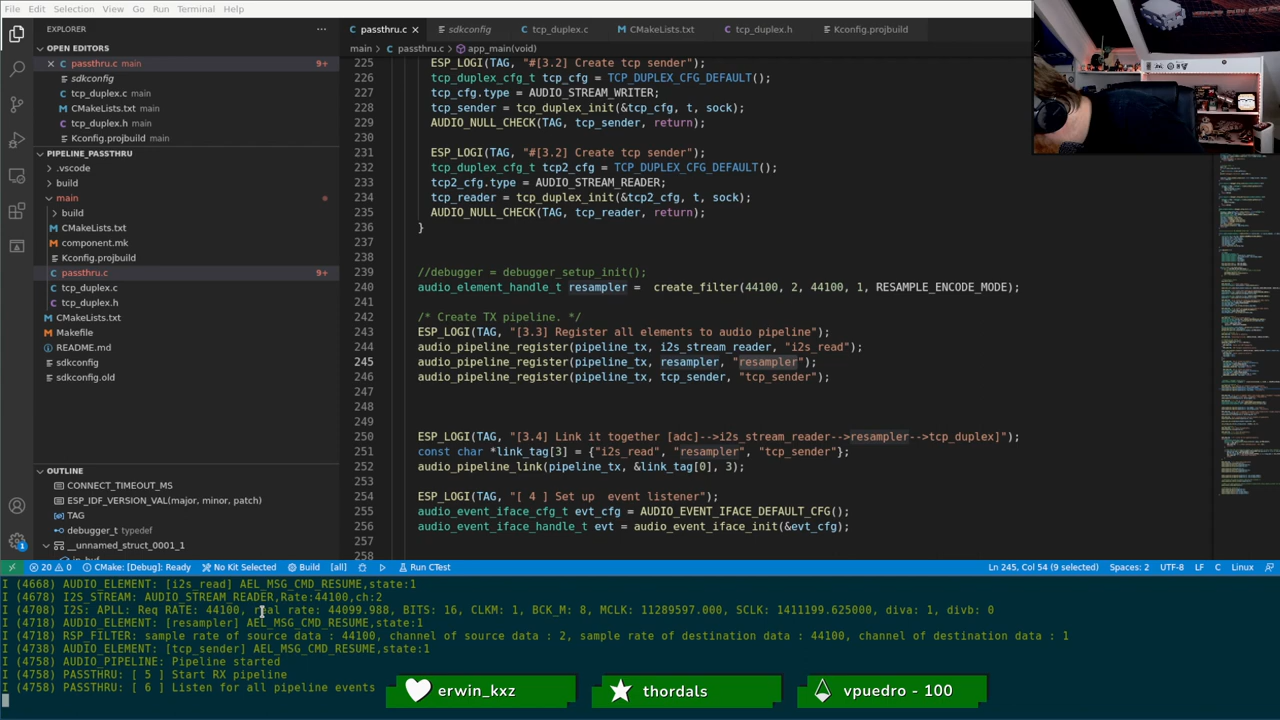 File Edit Selection View Go Run Terminal Help
EXPLORER
OPEN EDITORS
passthru.c main 9+
sdkconfig
tcp_duplex.c main
CMakeLists.txt main
tcp_duplex.h main
Kconfig.projbuild main
PIPELINE_PASSTHRU
.vscode
build
main
build
CMakeLists.txt
component.mk
Kconfig.projbuild
passthru.c 9+
tcp_duplex.c
tcp_duplex.h
CMakeLists.txt
Makefile
README.md
sdkconfig
sdkconfig.old
OUTLINE
CONNECT_TIMEOUT_MS
ESP_IDF_VERSION_VAL(major, minor, patch)
TAG
debugger_t typedef
__unnamed_struct_0001_1
passthru.c sdkconfig tcp_duplex.c CMakeLists.txt tcp_duplex.h Kconfig.projbuild
main > passthru.c > app_main(void)
225 ESP_LOGI(TAG, "#[3.2] Create tcp sender");
226 tcp_duplex_cfg_t tcp_cfg = TCP_DUPLEX_CFG_DEFAULT();
227 tcp_cfg.type = AUDIO_STREAM_WRITER;
228 tcp_sender = tcp_duplex_init(&tcp_cfg, t, sock);
229 AUDIO_NULL_CHECK(TAG, tcp_sender, return);
230
231 ESP_LOGI(TAG, "#[3.2] Create tcp sender");
232 tcp_duplex_cfg_t tcp2_cfg = TCP_DUPLEX_CFG_DEFAULT();
233 tcp2_cfg.type = AUDIO_STREAM_READER;
234 tcp_reader = tcp_duplex_init(&tcp2_cfg, t, sock);
235 AUDIO_NULL_CHECK(TAG, tcp_reader, return);
236 }
237
238
239 //debugger = debugger_setup_init();
240 audio_element_handle_t resampler = create_filter(44100, 2, 44100, 1, RESAMPLE_ENCODE_MODE);
241
242 /* Create TX pipeline. */
243 ESP_LOGI(TAG, "[3.3] Register all elements to audio pipeline");
244 audio_pipeline_register(pipeline_tx, i2s_stream_reader, "i2s_read");
245 audio_pipeline_register(pipeline_tx, resampler, "resampler");
246 audio_pipeline_register(pipeline_tx, tcp_sender, "tcp_sender");
247
248
249
250 ESP_LOGI(TAG, "[3.4] Link it together [adc]-->i2s_stream_reader-->resampler-->tcp_duplex]");
251 const char *link_tag[3] = {"i2s_read", "resampler", "tcp_sender"};
252 audio_pipeline_link(pipeline_tx, &link_tag[0], 3);
253
254 ESP_LOGI(TAG, "[ 4 ] Set up event listener");
255 audio_event_iface_cfg_t evt_cfg = AUDIO_EVENT_IFACE_DEFAULT_CFG();
256 audio_event_iface_handle_t evt = audio_event_iface_init(&evt_cfg);
257
258
20 0 CMake: [Debug]: Ready No Kit Selected Build [all] Run CTest Ln 245, Col 54 (9 selected) Spaces: 2 UTF-8 LF C Linux
I (4668) AUDIO_ELEMENT: [i2s_read] AEL_MSG_CMD_RESUME,state:1
I (4678) I2S_STREAM: AUDIO_STREAM_READER,Rate:44100,ch:2
I (4708) I2S: APLL: Req RATE: 44100, real rate: 44099.988, BITS: 16, CLKM: 1, BCK_M: 8, MCLK: 11289597.000, SCLK: 1411199.625000, diva: 1, divb: 0
I (4718) AUDIO_ELEMENT: [resampler] AEL_MSG_CMD_RESUME,state:1
I (4718) RSP_FILTER: sample rate of source data : 44100, channel of source data : 2, sample rate of destination data : 44100, channel of destination data : 1
I (4738) AUDIO_ELEMENT: [tcp_sender] AEL_MSG_CMD_RESUME,state:1
I (4758) AUDIO_PIPELINE: Pipeline started
I (4758) PASSTHRU: [ 5 ] Start RX pipeline
I (4758) PASSTHRU: [ 6 ] Listen for all pipeline events
erwin_kxz
thordals
vpuedro - 100